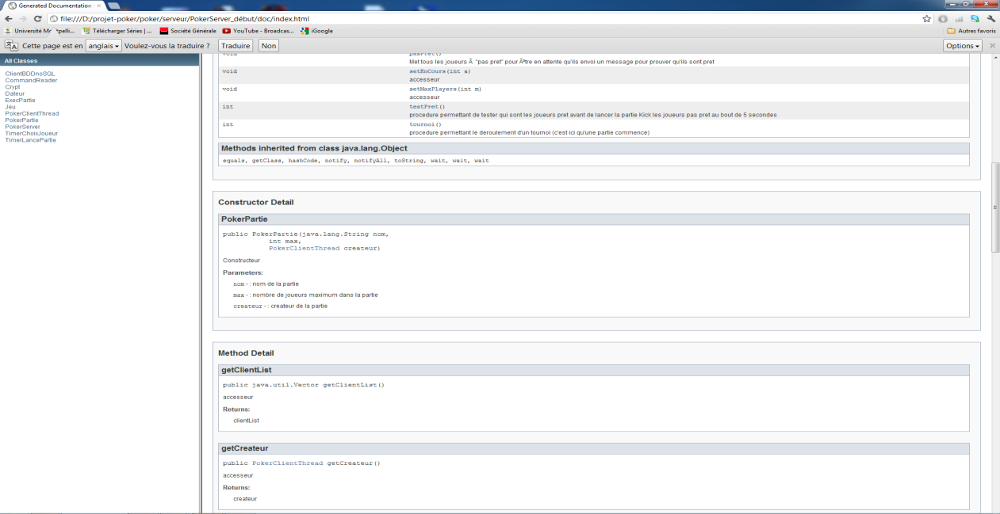 Generated Documentation
file:///D:/projet-poker/poker/serveur/PokerServer_début/doc/index.html
Télécharger Séries | ... Société Générale YouTube - Broadcas... iGoogle Autres favoris
Cette page est en anglais Voulez-vous la traduire ? Traduire Non Options
All Classes
ClientBDDnoSQL
CommandReader
Crypt
Dateur
ExecPartie
Jeu
PokerClientThread
PokerPartie
PokerServer
TimerChoixJoueur
TimerLancePartie
void pasPret()
Met tous les joueurs Ã "pas pret" pour Ãªtre en attente qu'ils envoi un message pour prouver qu'ils sont pret
void setEnCours(int a)
accesseur
void setMaxPlayers(int m)
accesseur
int testPret()
procedure permettant de tester qui sont les joueurs pret avant de lancer la partie Kick les joueurs pas pret au bout de 5 secondes
int tournoi()
procedure permettant le deroulement d'un tournoi (c'est ici qu'une partie commence)
Methods inherited from class java.lang.Object
equals, getClass, hashCode, notify, notifyAll, toString, wait, wait, wait
Constructor Detail
PokerPartie
public PokerPartie(java.lang.String nom,
int max,
PokerClientThread createur)
Constructeur
Parameters:
nom - : nom de la partie
max - : nombre de joueurs maximum dans la partie
createur - : createur de la partie
Method Detail
getClientList
public java.util.Vector getClientList()
accesseur
Returns:
clientList
getCreateur
public PokerClientThread getCreateur()
accesseur
Returns:
createur